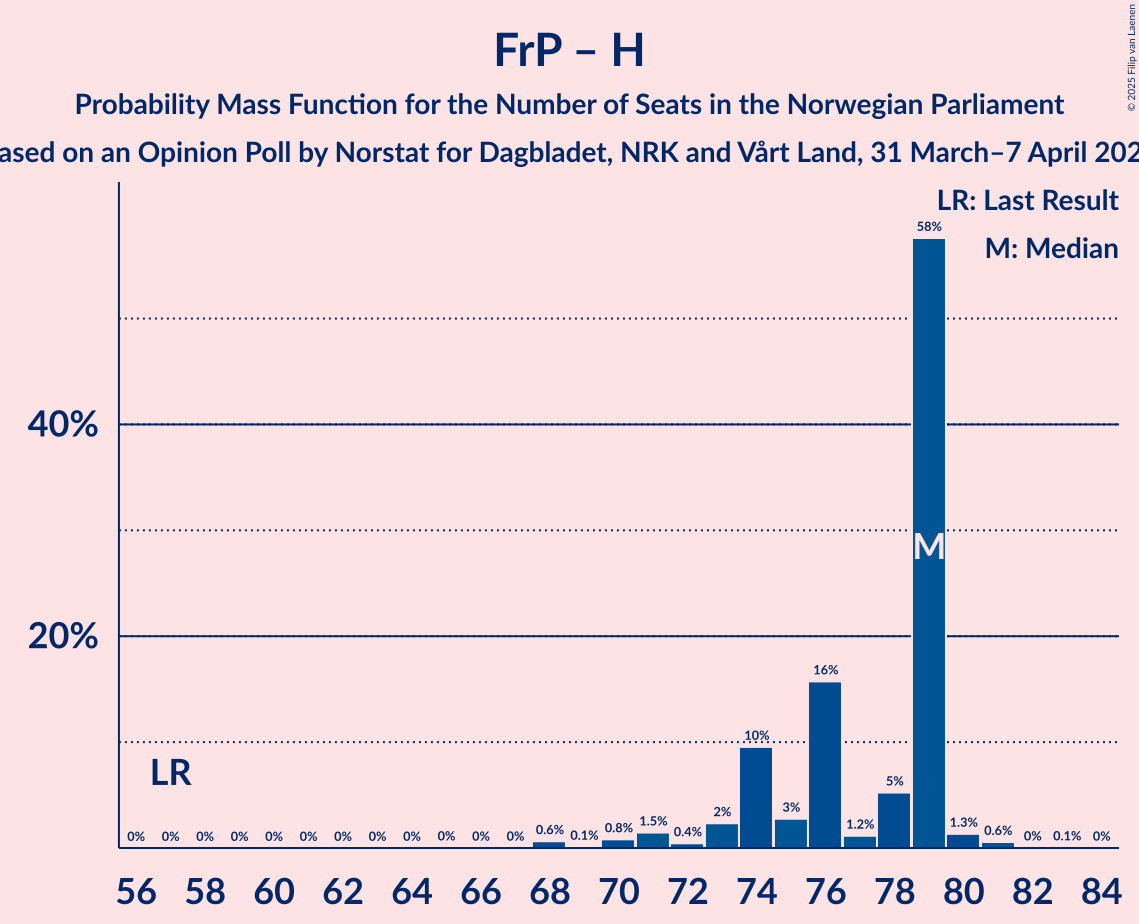 FrP – H
Probability Mass Function for the Number of Seats in the Norwegian Parliament
ased on an Opinion Poll by Norstat for Dagbladet, NRK and Vårt Land, 31 March–7 April 202
© 2025 Filip van Laenen
LR: Last Result
M: Median
58%
40%
M
20%
16%
10%
LR
5%
3%
2%
0% 0% 0% 0% 0% 0% 0% 0% 0% 0% 0% 0% 0.6% 0.1% 0.8% 1.5% 0.4% 1.2% 1.3% 0.6% 0% 0.1% 0%
56 58 60 62 64 66 68 70 72 74 76 78 80 82 84